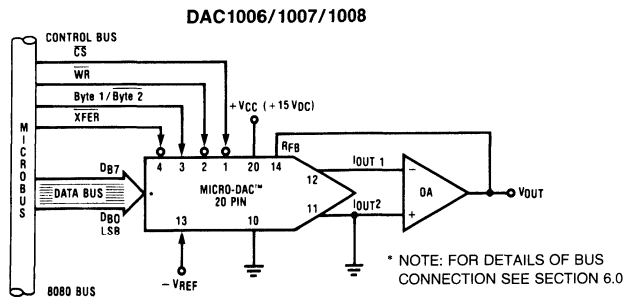 DAC1006/1007/1008
CONTROL BUS
CS
WR
Byte 1/Byte 2
XFER
+VCC (+15 VDC)
RFB
MICROBUS
4 3 2 1 20 14
DB7
DATA BUS
DB0
LSB
MICRO-DAC™
20 PIN
12
11
13
10
IOUT 1
IOUT2
-
+
OA
VOUT
-VREF
8080 BUS
* NOTE: FOR DETAILS OF BUS
CONNECTION SEE SECTION 6.0